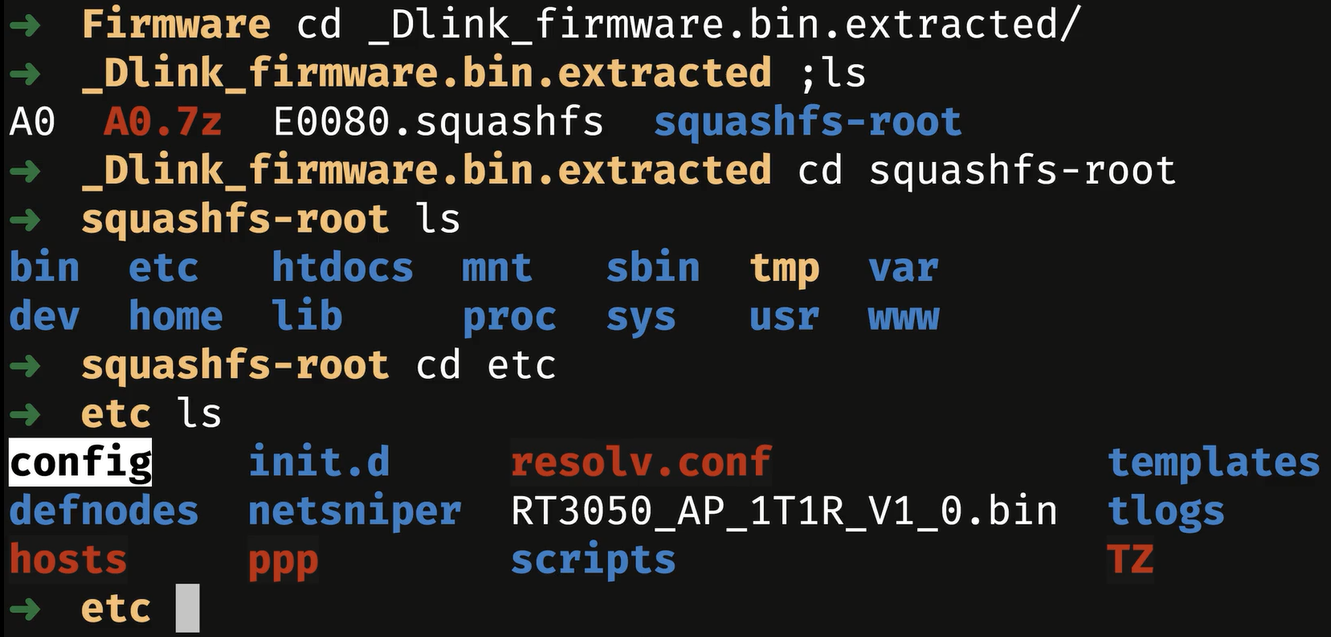 ➜ Firmware cd _Dlink_firmware.bin.extracted/
➜ _Dlink_firmware.bin.extracted ;ls
A0 A0.7z E0080.squashfs squashfs-root
➜ _Dlink_firmware.bin.extracted cd squashfs-root
➜ squashfs-root ls
bin etc htdocs mnt sbin tmp var
dev home lib proc sys usr www
➜ squashfs-root cd etc
➜ etc ls
config init.d resolv.conf templates
defnodes netsniper RT3050_AP_1T1R_V1_0.bin tlogs
hosts ppp scripts TZ
➜ etc